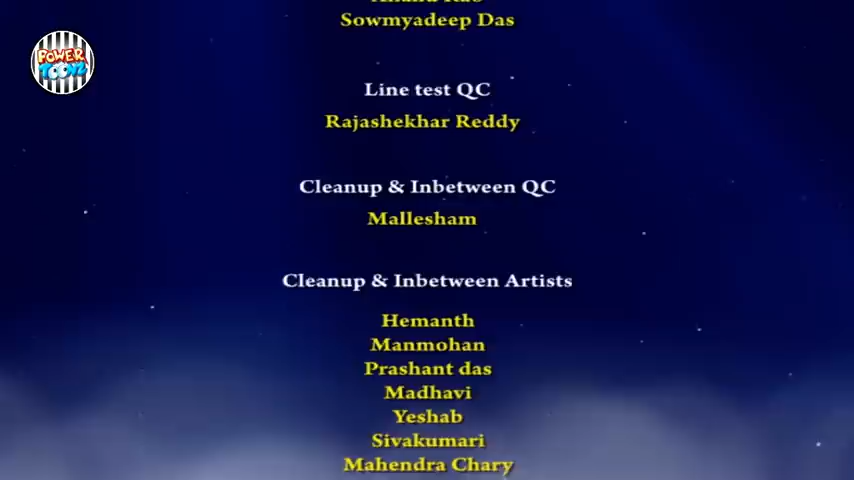 POWER
TOONZ
Sowmyadeep Das
Line test QC
Rajashekhar Reddy
Cleanup & Inbetween QC
Mallesham
Cleanup & Inbetween Artists
Hemanth
Manmohan
Prashant das
Madhavi
Yeshab
Sivakumari
Mahendra Chary